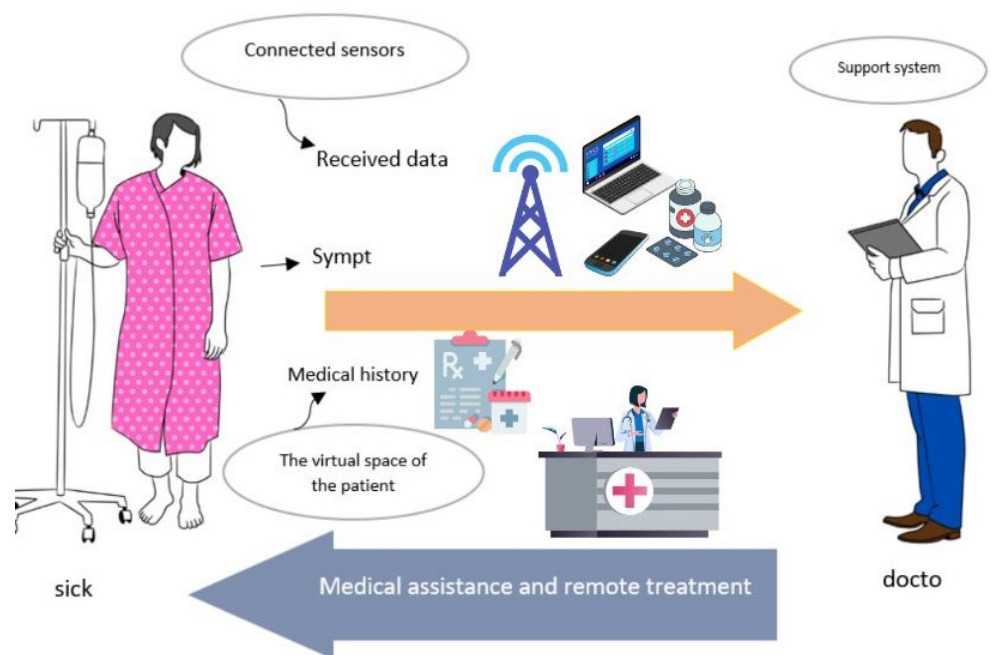 Connected sensors
Support system
Received data
Sympt
Medical history
Rx
The virtual space of
the patient
Medical assistance and remote treatment
sick
docto